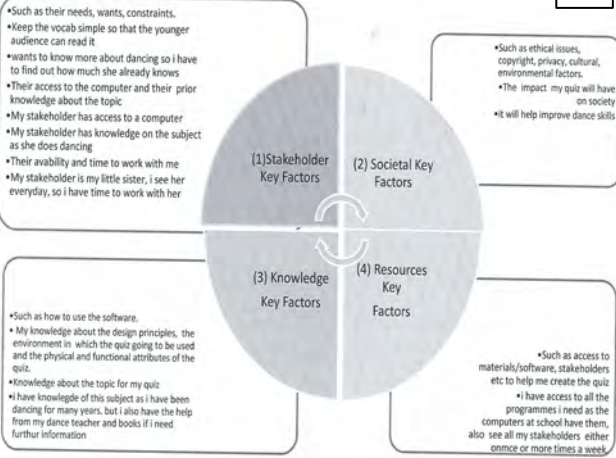 •Such as their needs, wants, constraints.
•Keep the vocab simple so that the younger
audience can read it
•wants to know more about dancing so i have
to find out how much she already knows
•Their access to the computer and their prior
knowledge about the topic
•My stakeholder has access to a computer
•My stakeholder has knowledge on the subject
as she does dancing
•Their avability and time to work with me
•My stakeholder is my little sister, i see her
everyday, so i have time to work with her
•Such as ethical issues,
copyright, privacy, cultural,
environmental factors.
•The impact my quiz will have
on society
•it will help improve dance skills
(1)Stakeholder
Key Factors
(2) Societal Key
Factors
(3) Knowledge
Key Factors
(4) Resources
Key
Factors
•Such as how to use the software.
• My knowledge about the design principles, the
environment in which the quiz going to be used
and the physical and functional attributes of the
quiz.
•Knowledge about the topic for my quiz
•i have knowlegde of this subject as i have been
dancing for many years. but i also have the help
from my dance teacher and books if i need
furthur information
•Such as access to
materials/software, stakeholders
etc to help me create the quiz
•i have access to all the
programmes i need as the
computers at school have them,
also see all my stakeholders either
onmce or more times a week